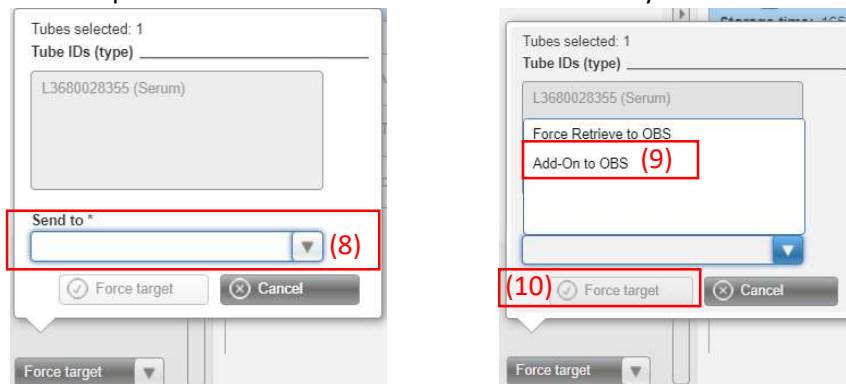 Tubes selected: 1
Tube IDs (type)
L3680028355 (Serum)
Send to *
(8)
Force target
Cancel
Force target
Tubes selected: 1
Tube IDs (type)
L3680028355 (Serum)
Force Retrieve to OBS
Add-On to OBS (9)
(10) Force target
Cancel
Force target